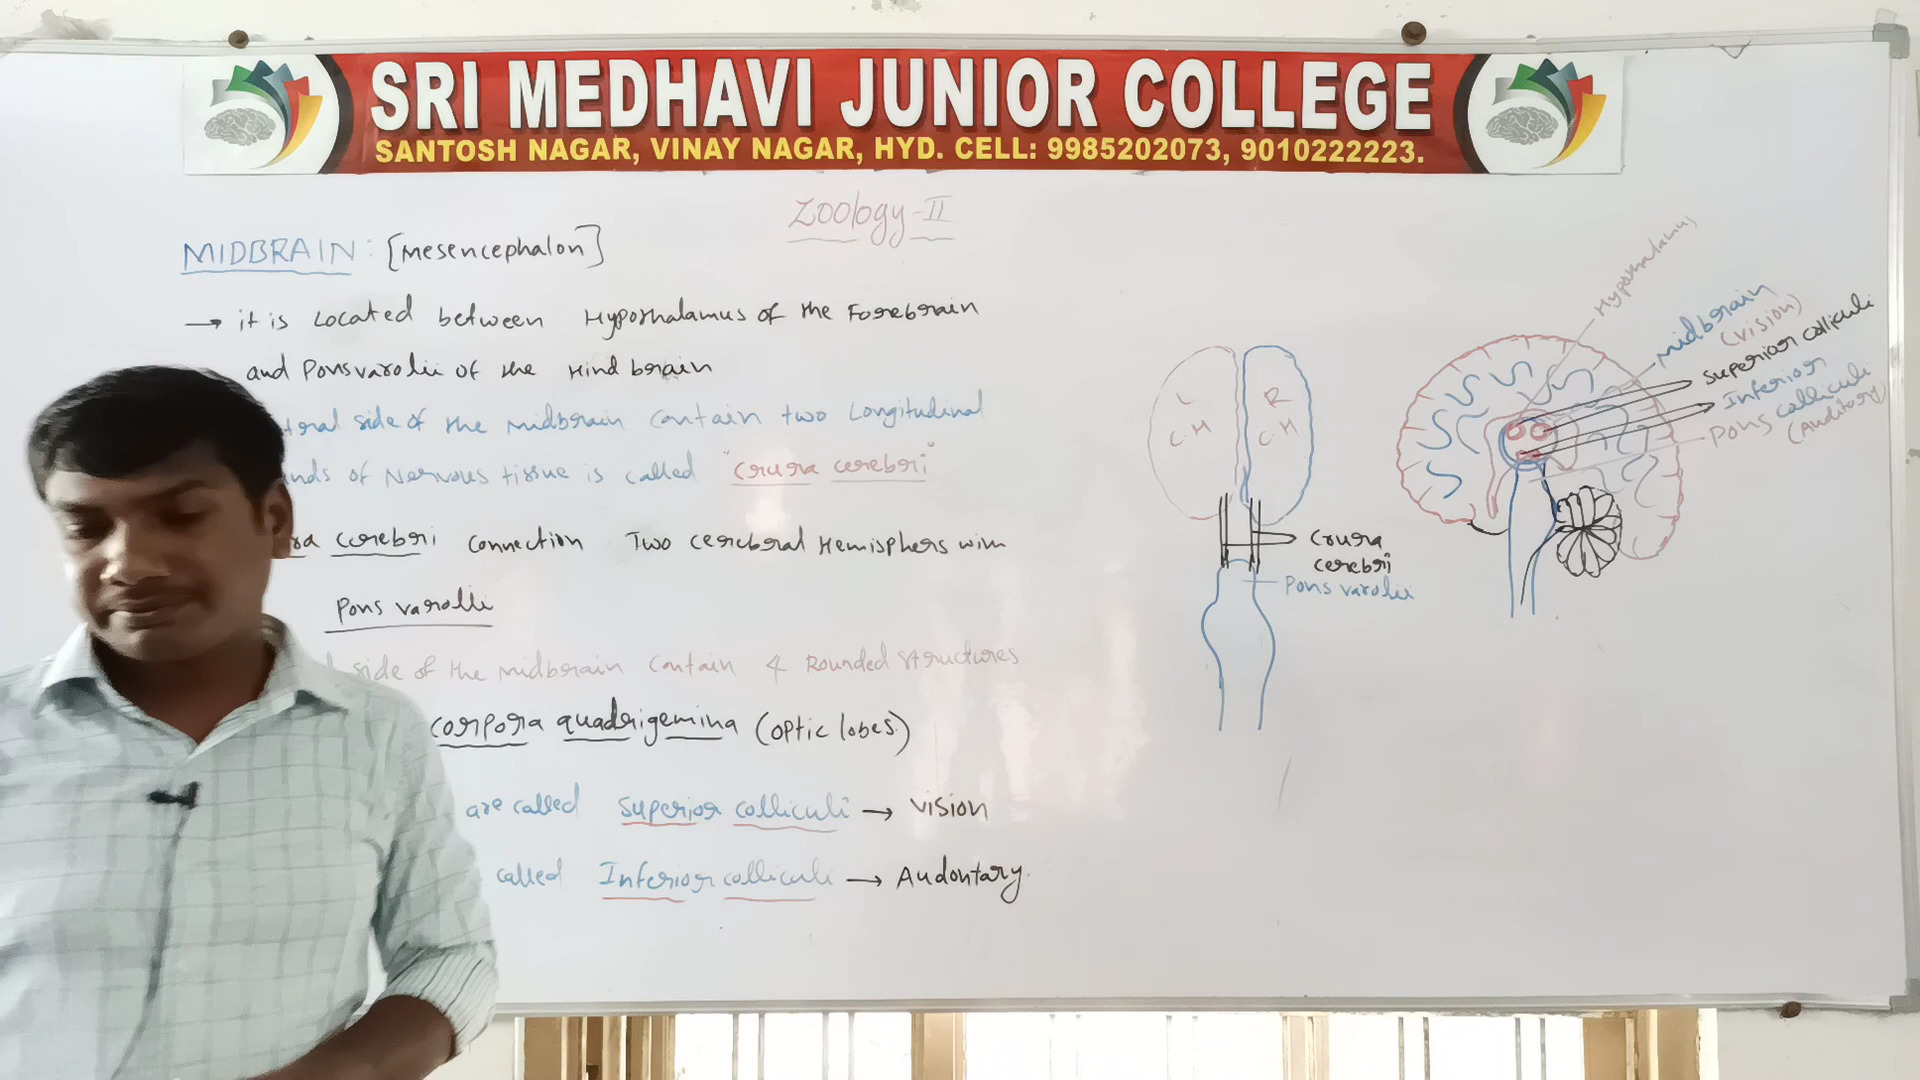 SRI MEDHAVI JUNIOR COLLEGE
SANTOSH NAGAR, VINAY NAGAR, HYD. CELL: 9985202073, 9010222223.
Zoology-II
MIDBRAIN: [Mesencephalon]
→ it is Located between Hypothalamus of the Forebrain
and Ponsvarolii of the Hind brain
side of the midbrain contain two Longitudinal
of Nervous tissue is called "Crura cerebri"
cerebri connection Two cerebral Hemisphers with
Pons varolli
side of the midbrain contain 4 Rounded structures
corpora quadrigemina (optic lobes)
are called superior colliculi → vision
called Inferior colliculi → Audontary.
L
C.H
R
C.H
Crura
cerebri
Pons varolii
Hypothalamus
midbrain
(vision)
superior colliculi
Inferior
colliculi
(Auditory)
Pons